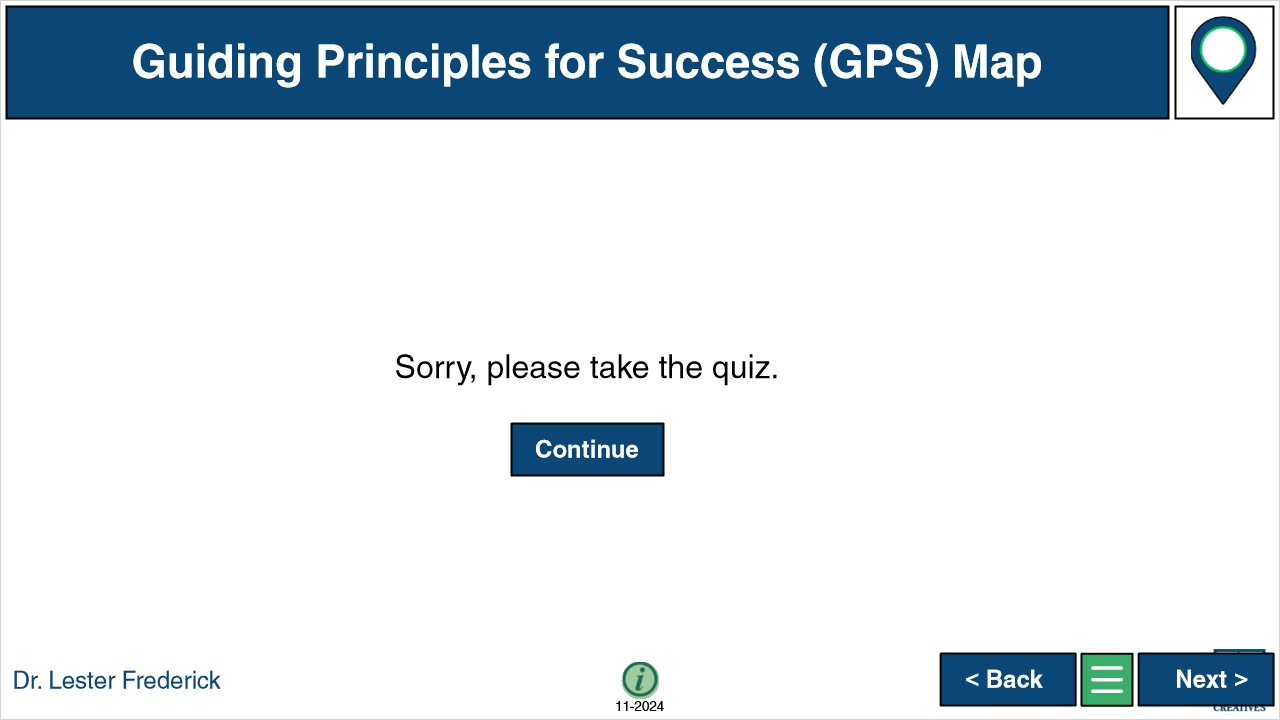 Guiding Principles for Success (GPS) Map
Sorry, please take the quiz.
Continue
Dr. Lester Frederick
i
11-2024
< Back
Next >
CREATIVES